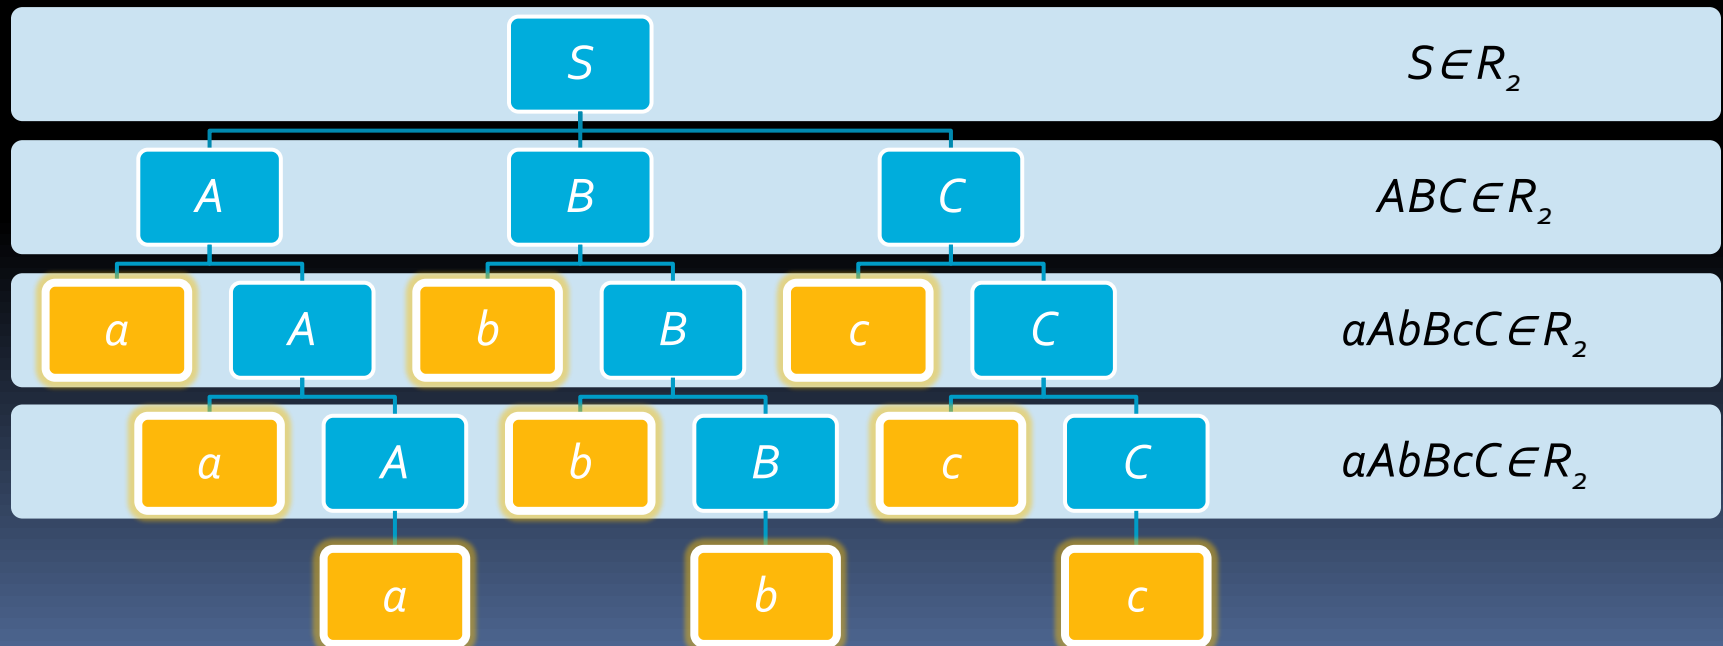 S S∈R₂
A B C ABC∈R₂
a A b B c C aAbBcC∈R₂
a A b B c C aAbBcC∈R₂
a b c